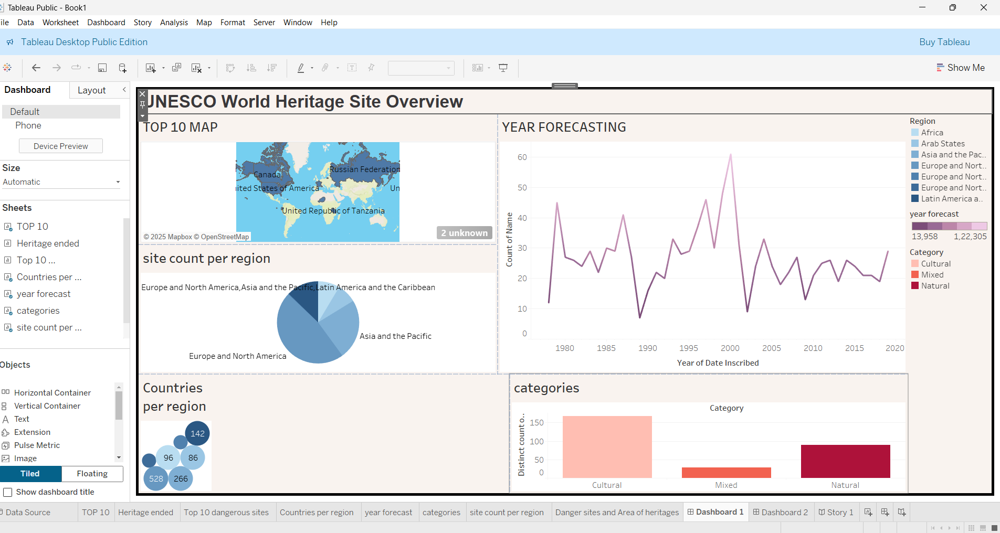 Tableau Public - Book1
ile Data Worksheet Dashboard Story Analysis Map Format Server Window Help
Tableau Desktop Public Edition
Buy Tableau
Show Me
Dashboard
Layout
Default
Phone
Device Preview
Size
Automatic
Sheets
TOP 10
Heritage ended
Top 10 ...
Countries per ...
year forecast
categories
site count per ...
Objects
Horizontal Container
Vertical Container
Text
Extension
Pulse Metric
Image
Tiled
Floating
Show dashboard title
UNESCO World Heritage Site Overview
TOP 10 MAP
Canada
Russian Federation
ited States of America
Un
United Republic of Tanzania
© 2025 Mapbox © OpenStreetMap
2 unknown
site count per region
Europe and North America,Asia and the Pacific,Latin America and the Caribbean
Asia and the Pacific
Europe and North America
Countries
per region
142
96
86
528
266
YEAR FORECASTING
Count of Name
60
50
40
30
20
10
0
1980 1985 1990 1995 2000 2005 2010 2015 2020
Year of Date Inscribed
categories
Category
Distinct count o..
150
100
50
0
Cultural Mixed Natural
Region
Africa
Arab States
Asia and the Pac..
Europe and Nort..
Europe and Nort..
Europe and Nort..
Latin America a..
year forecast
13,958 1,22,305
Category
Cultural
Mixed
Natural
Data Source TOP 10 Heritage ended Top 10 dangerous sites Countries per region year forecast categories site count per region Danger sites and Area of heritages Dashboard 1 Dashboard 2 Story 1